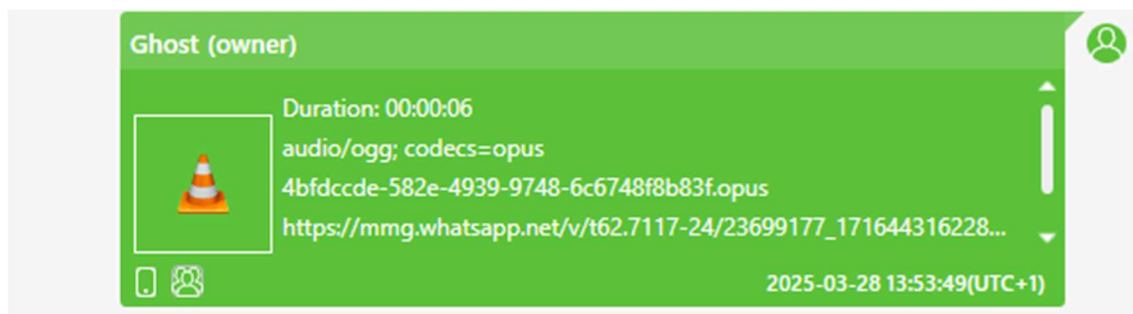 Ghost (owner)
Duration: 00:00:06
audio/ogg; codecs=opus
4bfdccde-582e-4939-9748-6c6748f8b83f.opus
https://mmg.whatsapp.net/v/t62.7117-24/23699177_171644316228...
2025-03-28 13:53:49(UTC+1)